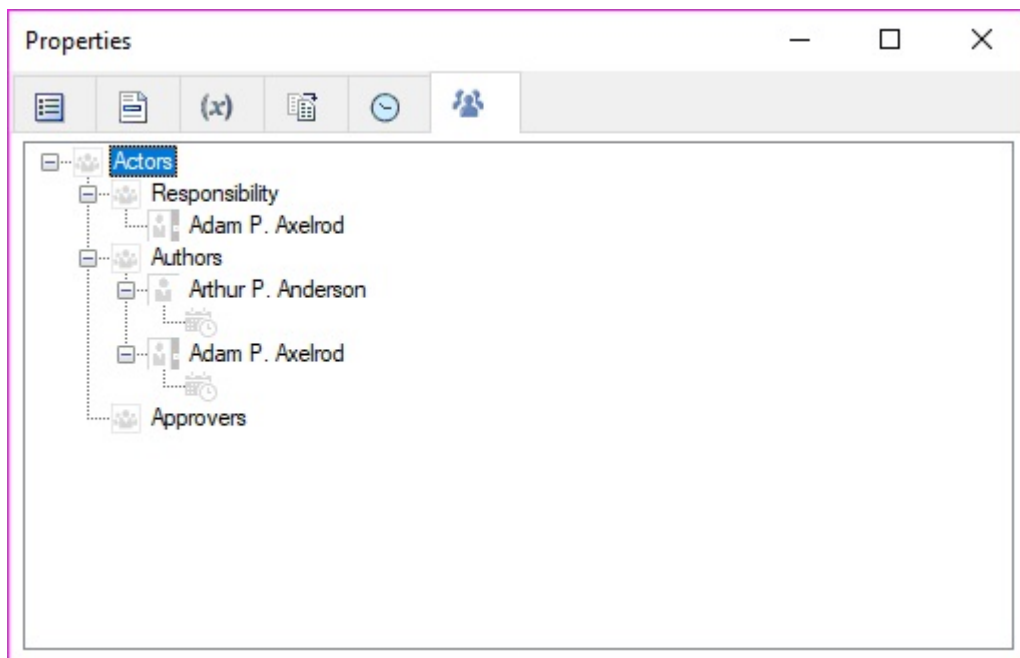 Properties
(x)
Actors
Responsibility
Adam P. Axelrod
Authors
Arthur P. Anderson
Adam P. Axelrod
Approvers